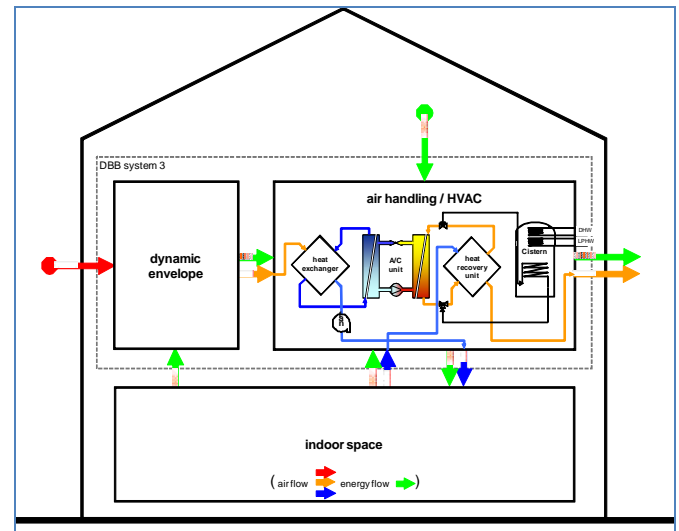 DBB system 3
air handling / HVAC
dynamic
envelope
heat
exchanger
A/C
unit
heat
recovery
unit
Cistern
DHW
LPHW
indoor space
( air flow energy flow )